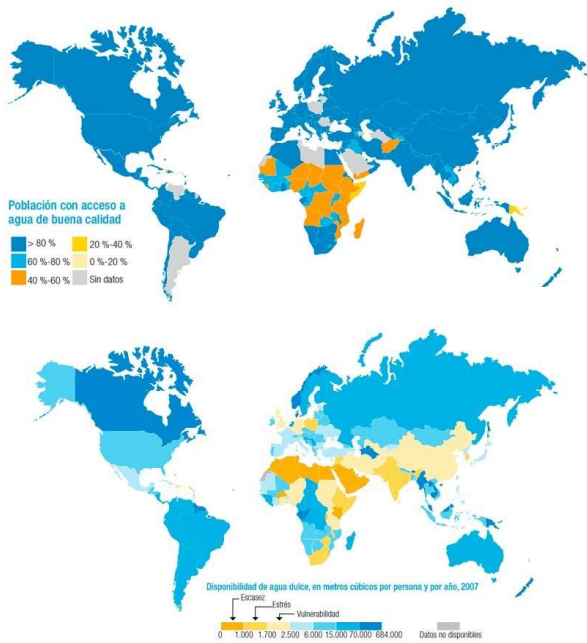 Población con acceso a
agua de buena calidad
> 80 % 20 %-40 %
60 %-80 % 0 %-20 %
40 %-60 % Sin datos
Disponibilidad de agua dulce, en metros cúbicos por persona y por año, 2007
Escasez
Estrés
Vulnerabilidad
0 1.000 1.700 2.500 6.000 15.000 70.000 684.000 Datos no disponibles